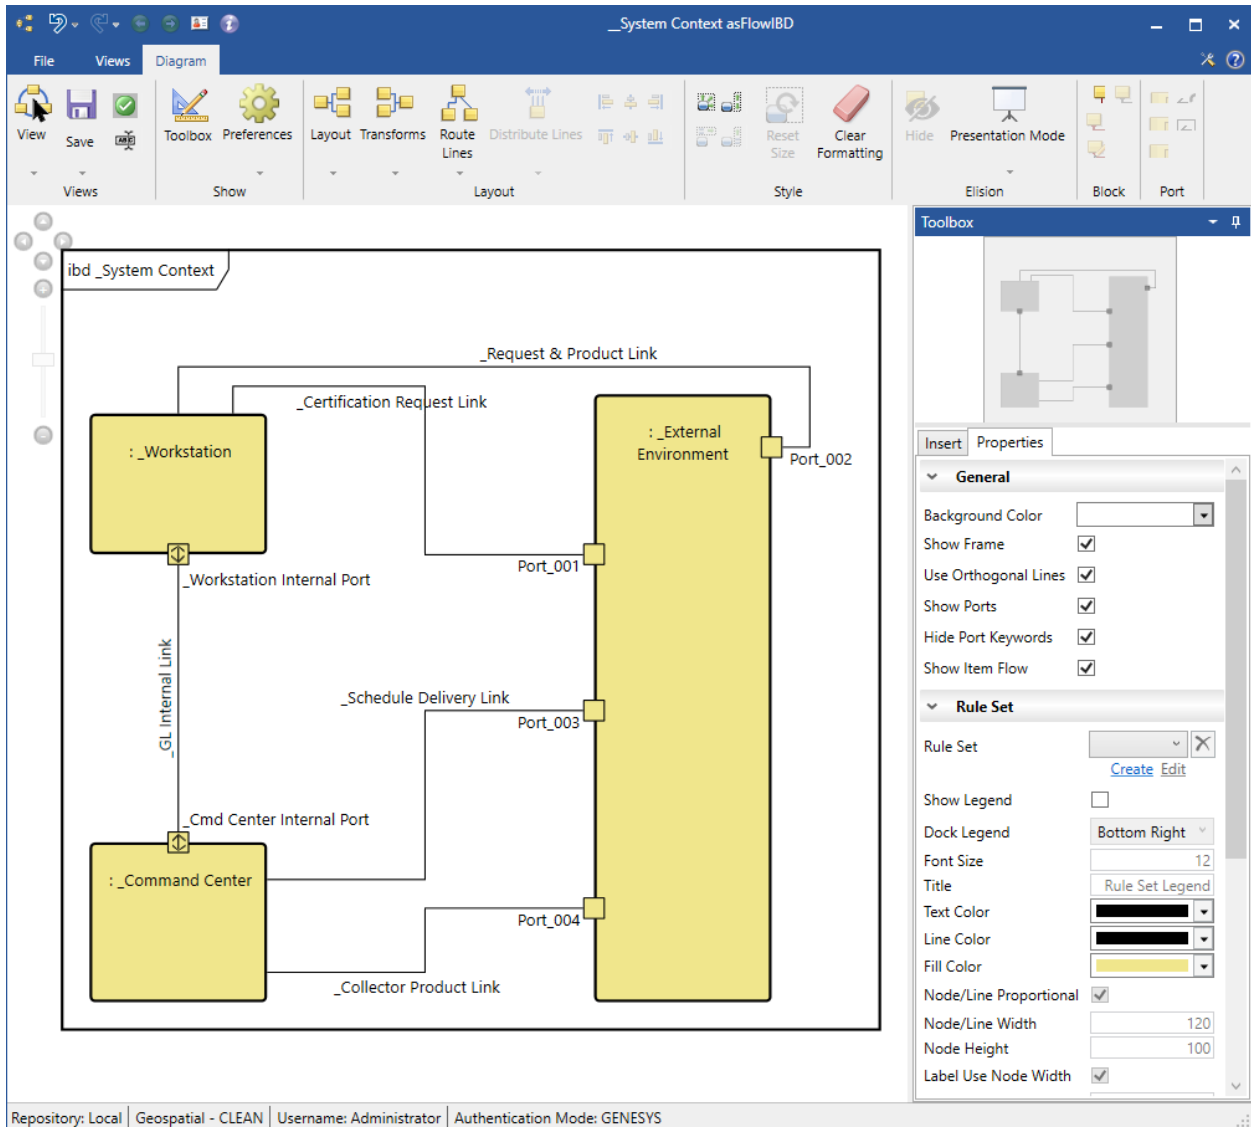 __System Context asFlowIBD
File Views Diagram
View Save Toolbox Preferences Layout Transforms Route Lines Distribute Lines Reset Size Clear Formatting Hide Presentation Mode
Views Show Layout Style Elision Block Port
Toolbox
ibd _System Context
_Request & Product Link
_Certification Request Link
: _Workstation
: _External
Environment
Port_002
Port_001
_Workstation Internal Port
_GL Internal Link
_Schedule Delivery Link
Port_003
_Cmd Center Internal Port
: _Command Center
Port_004
_Collector Product Link
Insert Properties
General
Background Color
Show Frame
Use Orthogonal Lines
Show Ports
Hide Port Keywords
Show Item Flow
Rule Set
Rule Set
Create Edit
Show Legend
Dock Legend Bottom Right
Font Size 12
Title Rule Set Legend
Text Color
Line Color
Fill Color
Node/Line Proportional
Node/Line Width 120
Node Height 100
Label Use Node Width
Repository: Local Geospatial - CLEAN Username: Administrator Authentication Mode: GENESYS